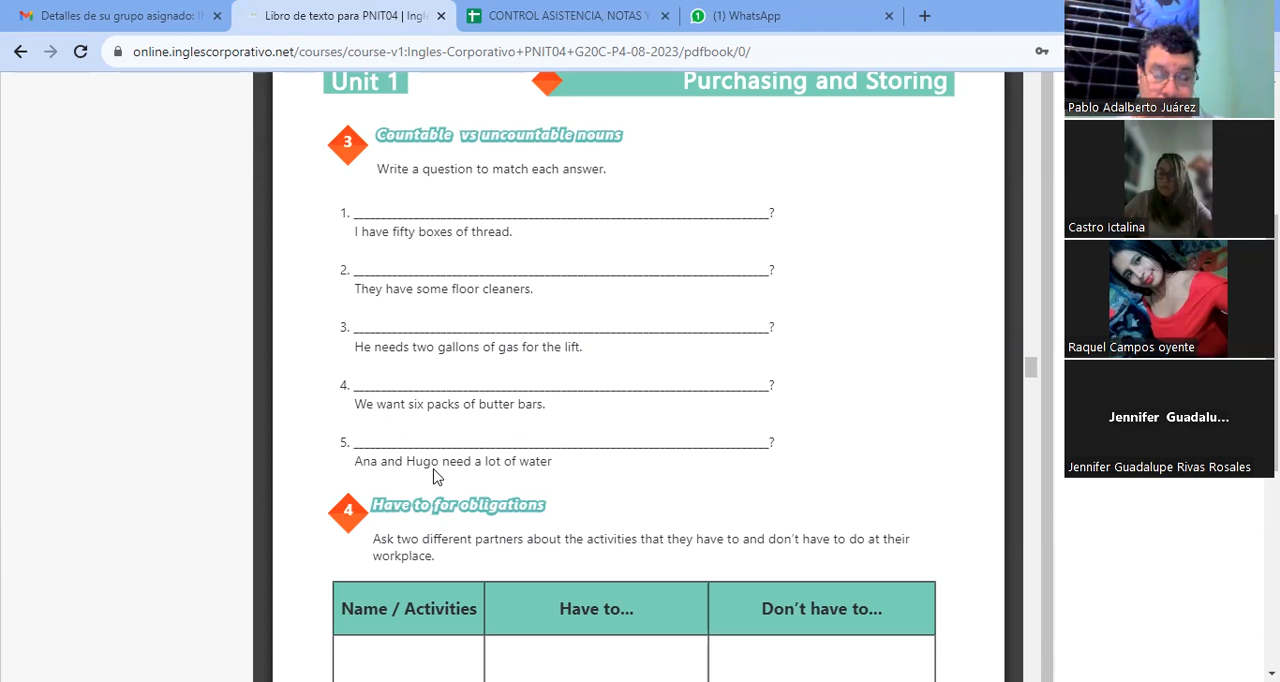 Detalles de su grupo asignado: I
Libro de texto para PNIT04 | Ingl
CONTROL ASISTENCIA, NOTAS Y
(1) WhatsApp
online.inglescorporativo.net/courses/course-v1:Ingles-Corporativo+PNIT04+G20C-P4-08-2023/pdfbook/0/
Unit 1
Purchasing and Storing
3
Countable vs uncountable nouns
Write a question to match each answer.
1. ?
I have fifty boxes of thread.
2. ?
They have some floor cleaners.
3. ?
He needs two gallons of gas for the lift.
4. ?
We want six packs of butter bars.
5. ?
Ana and Hugo need a lot of water
4
Have to for obligations
Ask two different partners about the activities that they have to and don't have to do at their
workplace.
Name / Activities
Have to...
Don't have to...
Pablo Adalberto Juárez
Castro Ictalina
Raquel Campos oyente
Jennifer Guadalu...
Jennifer Guadalupe Rivas Rosales